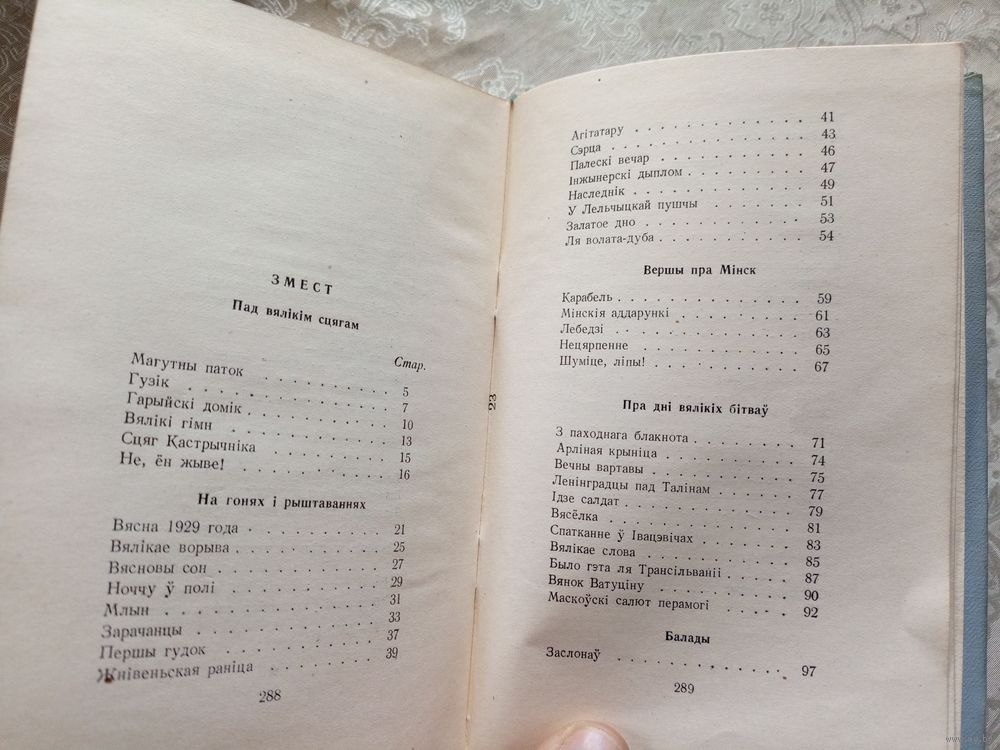 ЗМЕСТ
Пад вялікім сцягам
Стар.
Магутны паток . . . . . . . . 5
Гузік . . . . . . . . 7
Гарыйскі домік . . . . . . . . 10
Вялікі гімн . . . . . . . . 13
Сцяг Кастрычніка . . . . . . . . 15
Не, ён жыве! . . . . . . . . 16
На гонях і рыштаваннях
Вясна 1929 года . . . . . . . . 21
Вялікае ворыва . . . . . . . . 25
Вясновы сон . . . . . . . . 27
Ноччу ў полі . . . . . . . . 29
Млын . . . . . . . . 31
Зарачанцы . . . . . . . . 33
Першы гудок . . . . . . . . 37
Жнівеньская раніца . . . . . . . . 39
288
23
Агітатару . . . . . . . . 41
Сэрца . . . . . . . . 43
Палескі вечар . . . . . . . . 46
Інжынерскі дыплом . . . . . . . . 47
Наследнік . . . . . . . . 49
У Лельчыцкай пушчы . . . . . . . . 51
Залатое дно . . . . . . . . 53
Ля волата-дуба . . . . . . . . 54
Вершы пра Мінск
Карабель . . . . . . . . 59
Мінскія аддарункі . . . . . . . . 61
Лебедзі . . . . . . . . 63
Нецярпенне . . . . . . . . 65
Шуміце, ліпы! . . . . . . . . 67
Пра дні вялікіх бітваў
З паходнага блакнота . . . . . . . . 71
Арліная крыніца . . . . . . . . 74
Вечны вартавы . . . . . . . . 75
Ленінградцы пад Талінам . . . . . . . . 77
Ідзе салдат . . . . . . . . 79
Вясёлка . . . . . . . . 81
Спатканне ў Івацэвічах . . . . . . . . 83
Вялікае слова . . . . . . . . 85
Было гэта ля Трансільваніі . . . . . . . . 87
Вянок Ватуціну . . . . . . . . 90
Маскоўскі салют перамогі . . . . . . . . 92
Балады
Заслонаў . . . . . . . . 97
289